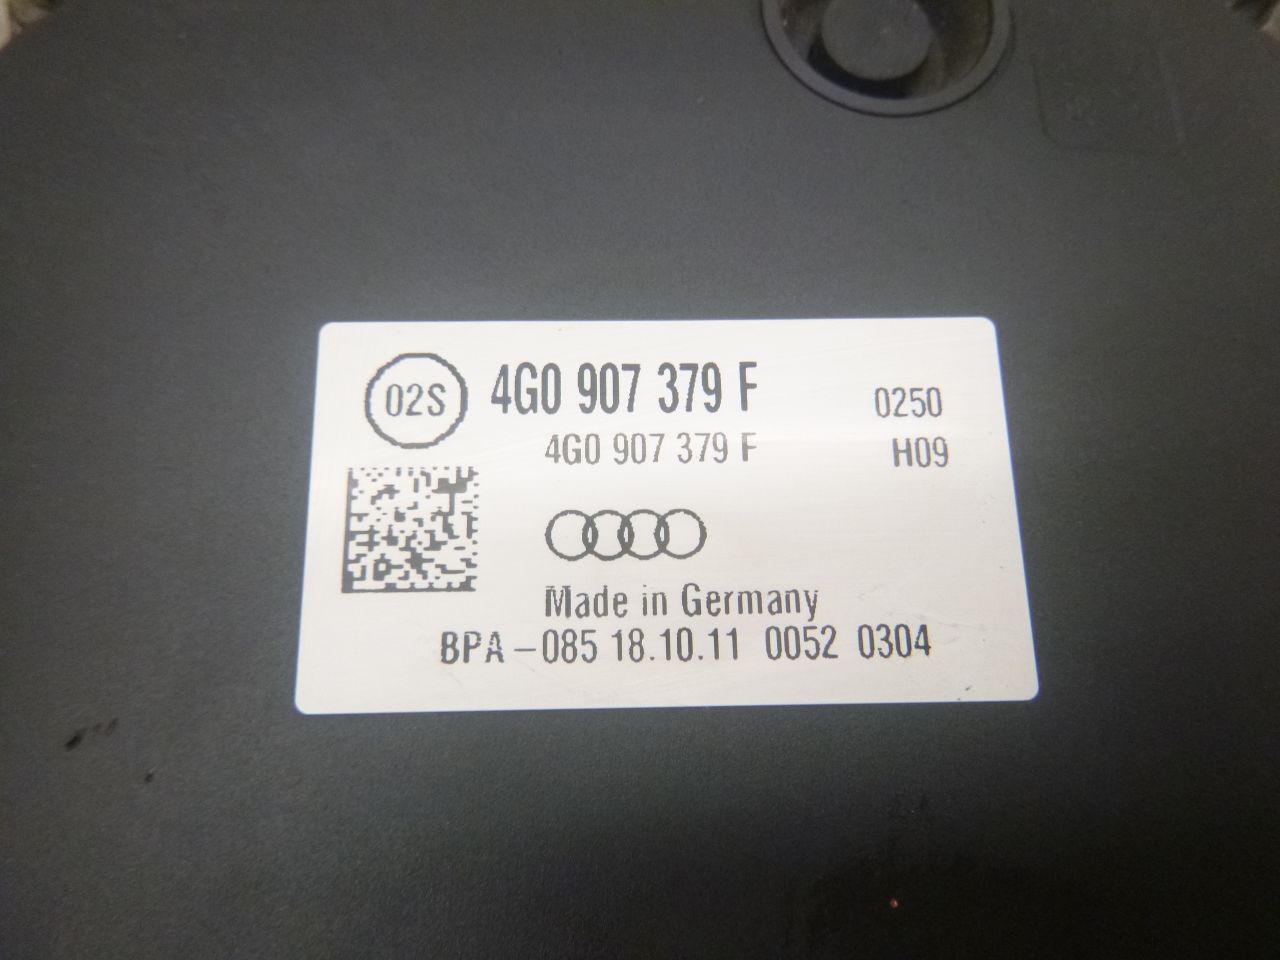 02S 4G0 907 379 F 0250
4G0 907 379 F H09
Made in Germany
BPA-085 18.10.11 0052 0304